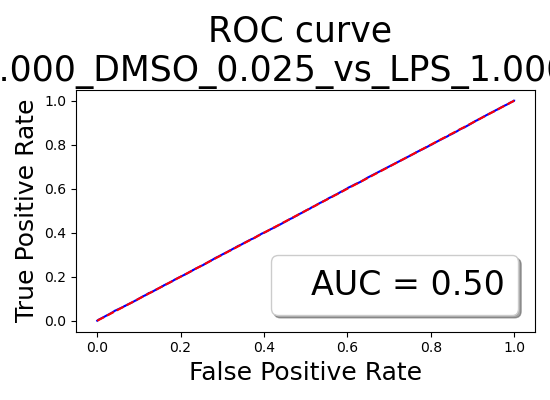 ROC curve
.000_DMSO_0.025_vs_LPS_1.000
True Positive Rate
1.0
0.8
0.6
0.4
0.2
0.0
AUC = 0.50
0.0 0.2 0.4 0.6 0.8 1.0
False Positive Rate